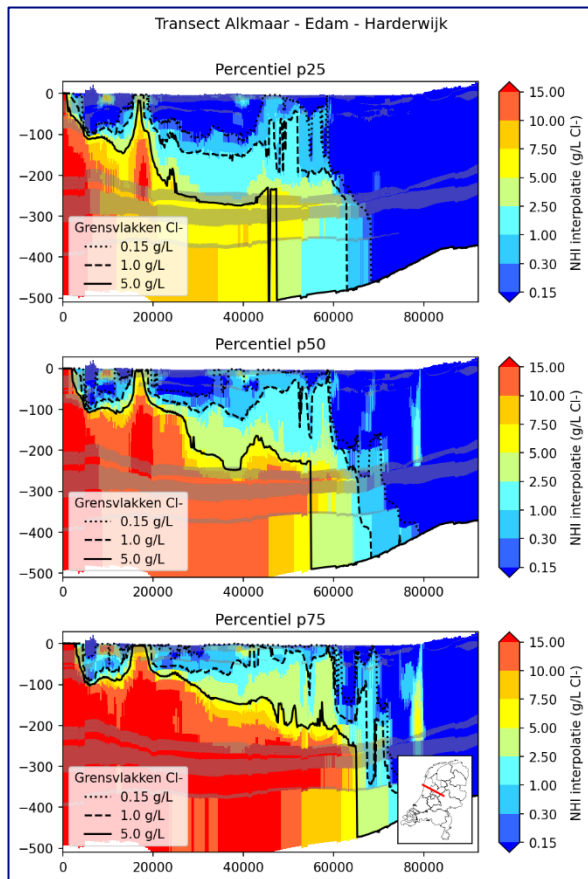 Transect Alkmaar - Edam - Harderwijk
Percentiel p25
0
−100
−200
−300
−400
−500
Grensvlakken Cl-
0.15 g/L
1.0 g/L
5.0 g/L
0 20000 40000 60000 80000
15.00
10.00
7.50
5.00
2.50
1.00
0.30
0.15
NHI interpolatie (g/L Cl-)
Percentiel p50
0
−100
−200
−300
−400
−500
Grensvlakken Cl-
0.15 g/L
1.0 g/L
5.0 g/L
0 20000 40000 60000 80000
15.00
10.00
7.50
5.00
2.50
1.00
0.30
0.15
NHI interpolatie (g/L Cl-)
Percentiel p75
0
−100
−200
−300
−400
−500
Grensvlakken Cl-
0.15 g/L
1.0 g/L
5.0 g/L
0 20000 40000 60000 80000
15.00
10.00
7.50
5.00
2.50
1.00
0.30
0.15
NHI interpolatie (g/L Cl-)